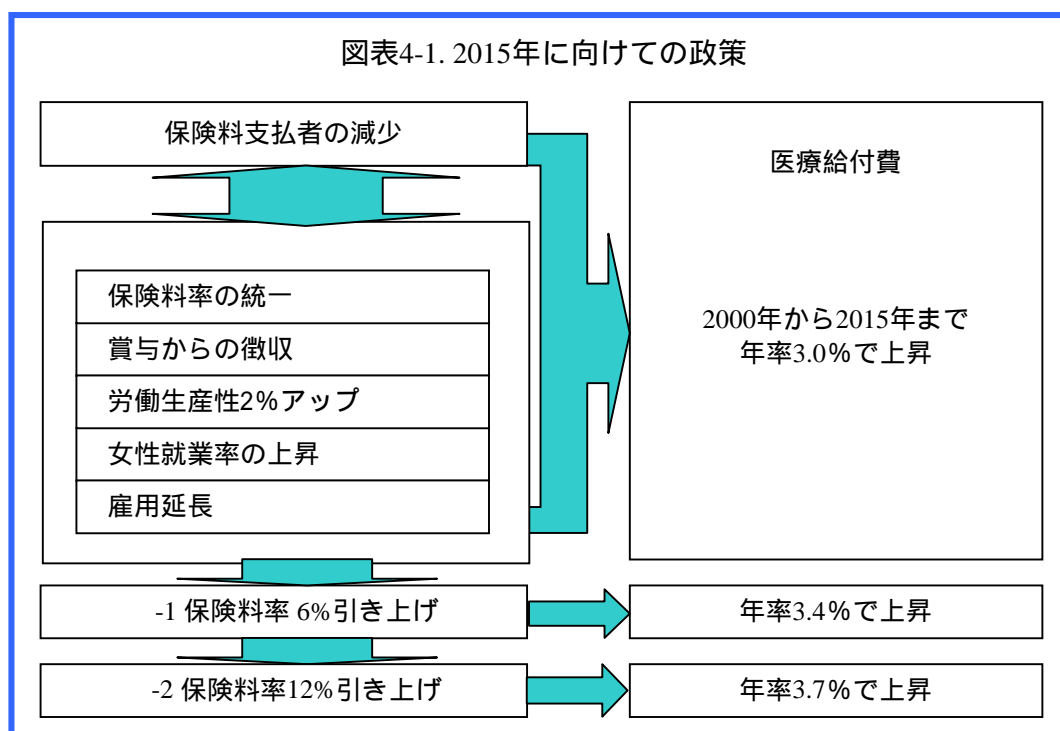 図表4-1. 2015年に向けての政策
保険料支払者の減少
医療給付費
2000年から2015年まで
年率3.0%で上昇
保険料率の統一
賞与からの徴収
労働生産性2%アップ
女性就業率の上昇
雇用延長
-1 保険料率 6%引き上げ
年率3.4%で上昇
-2 保険料率12%引き上げ
年率3.7%で上昇